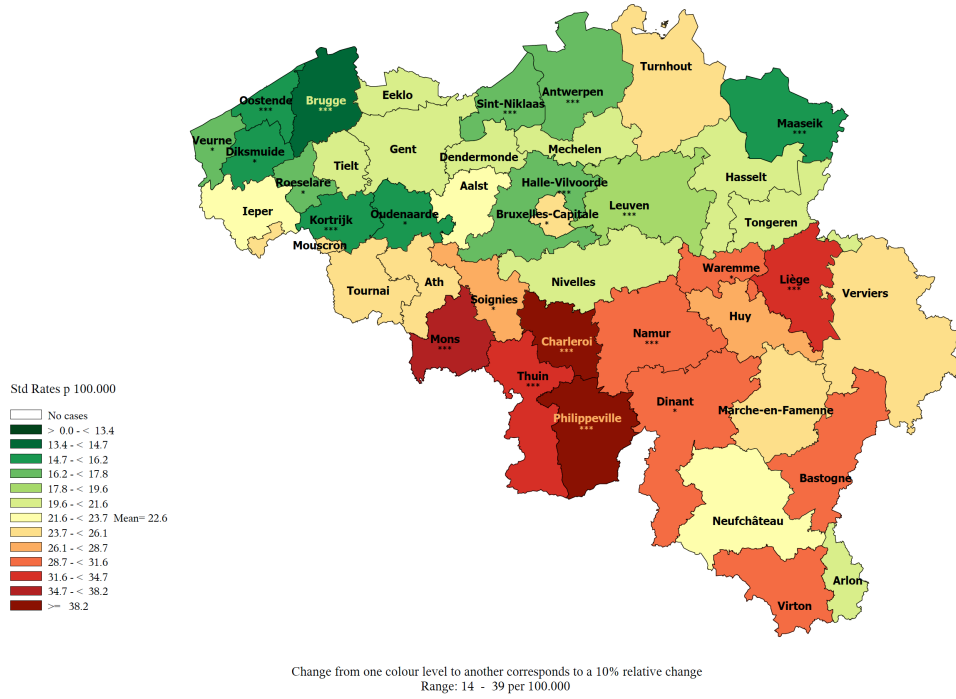 Turnhout
Eeklo
Antwerpen
***
Oostende
***
Brugge
***
Sint-Niklaas
***
Maaseik
***
Veurne
*
Diksmuide
*
Gent
Mechelen
Dendermonde
Tielt
Hasselt
Roeselare
*
Aalst
Halle-Vilvoorde
***
Leuven
***
Ieper
Kortrijk
***
Oudenaarde
*
Bruxelles-Capitale
*
Tongeren
Mouscron
Waremme
*
Liège
***
Tournai
Ath
Nivelles
Verviers
Soignies
*
Huy
Mons
***
Charleroi
***
Namur
***
Thuin
***
Dinant
*
Marche-en-Famenne
Philippeville
***
Bastogne
Neufchâteau
Arlon
Virton
Std Rates p 100.000
No cases
> 0.0 - < 13.4
13.4 - < 14.7
14.7 - < 16.2
16.2 - < 17.8
17.8 - < 19.6
19.6 - < 21.6
21.6 - < 23.7 Mean= 22.6
23.7 - < 26.1
26.1 - < 28.7
28.7 - < 31.6
31.6 - < 34.7
34.7 - < 38.2
>= 38.2
Change from one colour level to another corresponds to a 10% relative change
Range: 14 - 39 per 100.000